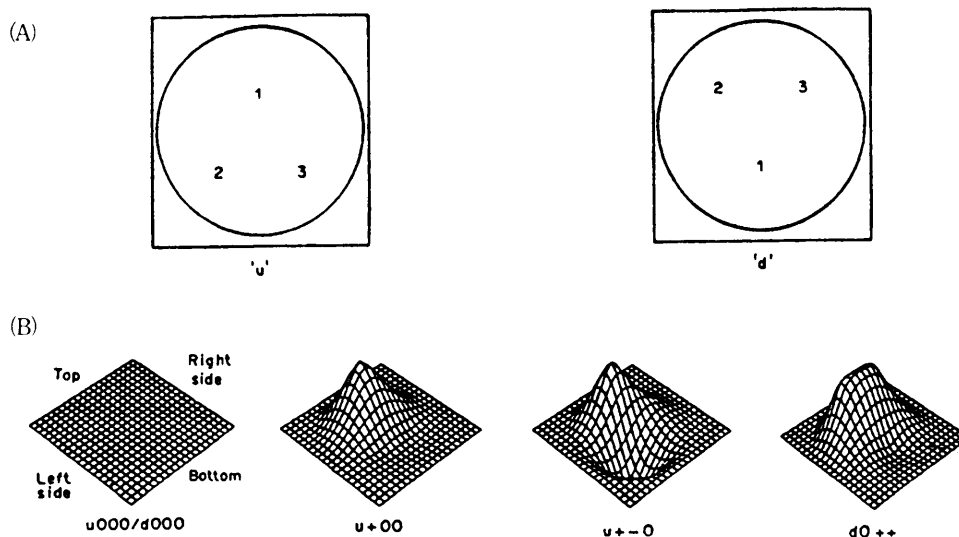 (A)
1
2 3
'u'
2 3
1
'd'
(B)
Top
Right
side
Left
side
Bottom
u000/d000
u+00
u+-0
d0++